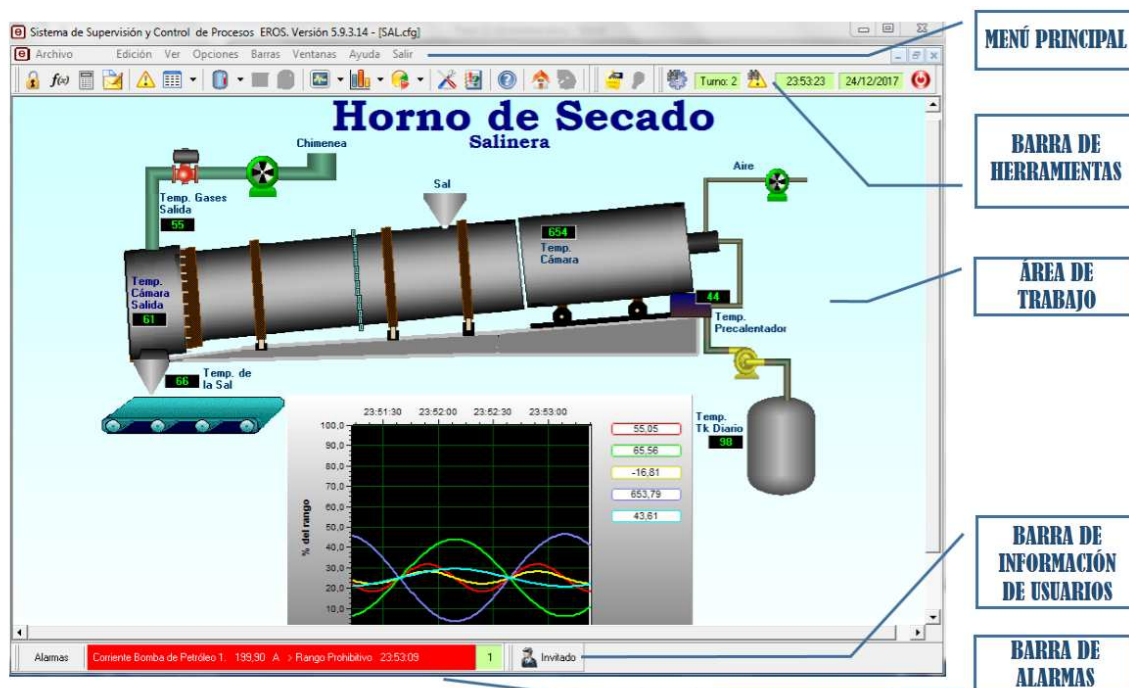 Sistema de Supervisión y Control de Procesos EROS. Versión 5.9.3.14 - [SAL.cfg]
Archivo Edición Ver Opciones Barras Ventanas Ayuda Salir
f(x) Turno: 2 23:53:23 24/12/2017
Horno de Secado
Salinera
Chimenea
Temp. Gases
Salida
55
Sal
Aire
654
Temp.
Cámara
Temp.
Cámara
Salida
61
44
Temp.
Precalentador
66
Temp. de
la Sal
Temp.
Tk Diario
98
23:51:30 23:52:00 23:52:30 23:53:00
100,0
90,0
80,0
70,0
60,0
50,0
40,0
30,0
20,0
10,0
% del rango
55,05
65,56
-16,81
653,79
43,61
Alarmas
Corriente Bomba de Petróleo 1. 199,90 A > Rango Prohibitivo 23:53:09
1
Invitado
MENÚ PRINCIPAL
BARRA DE
HERRAMIENTAS
ÁREA DE
TRABAJO
BARRA DE
INFORMACIÓN
DE USUARIOS
BARRA DE
ALARMAS